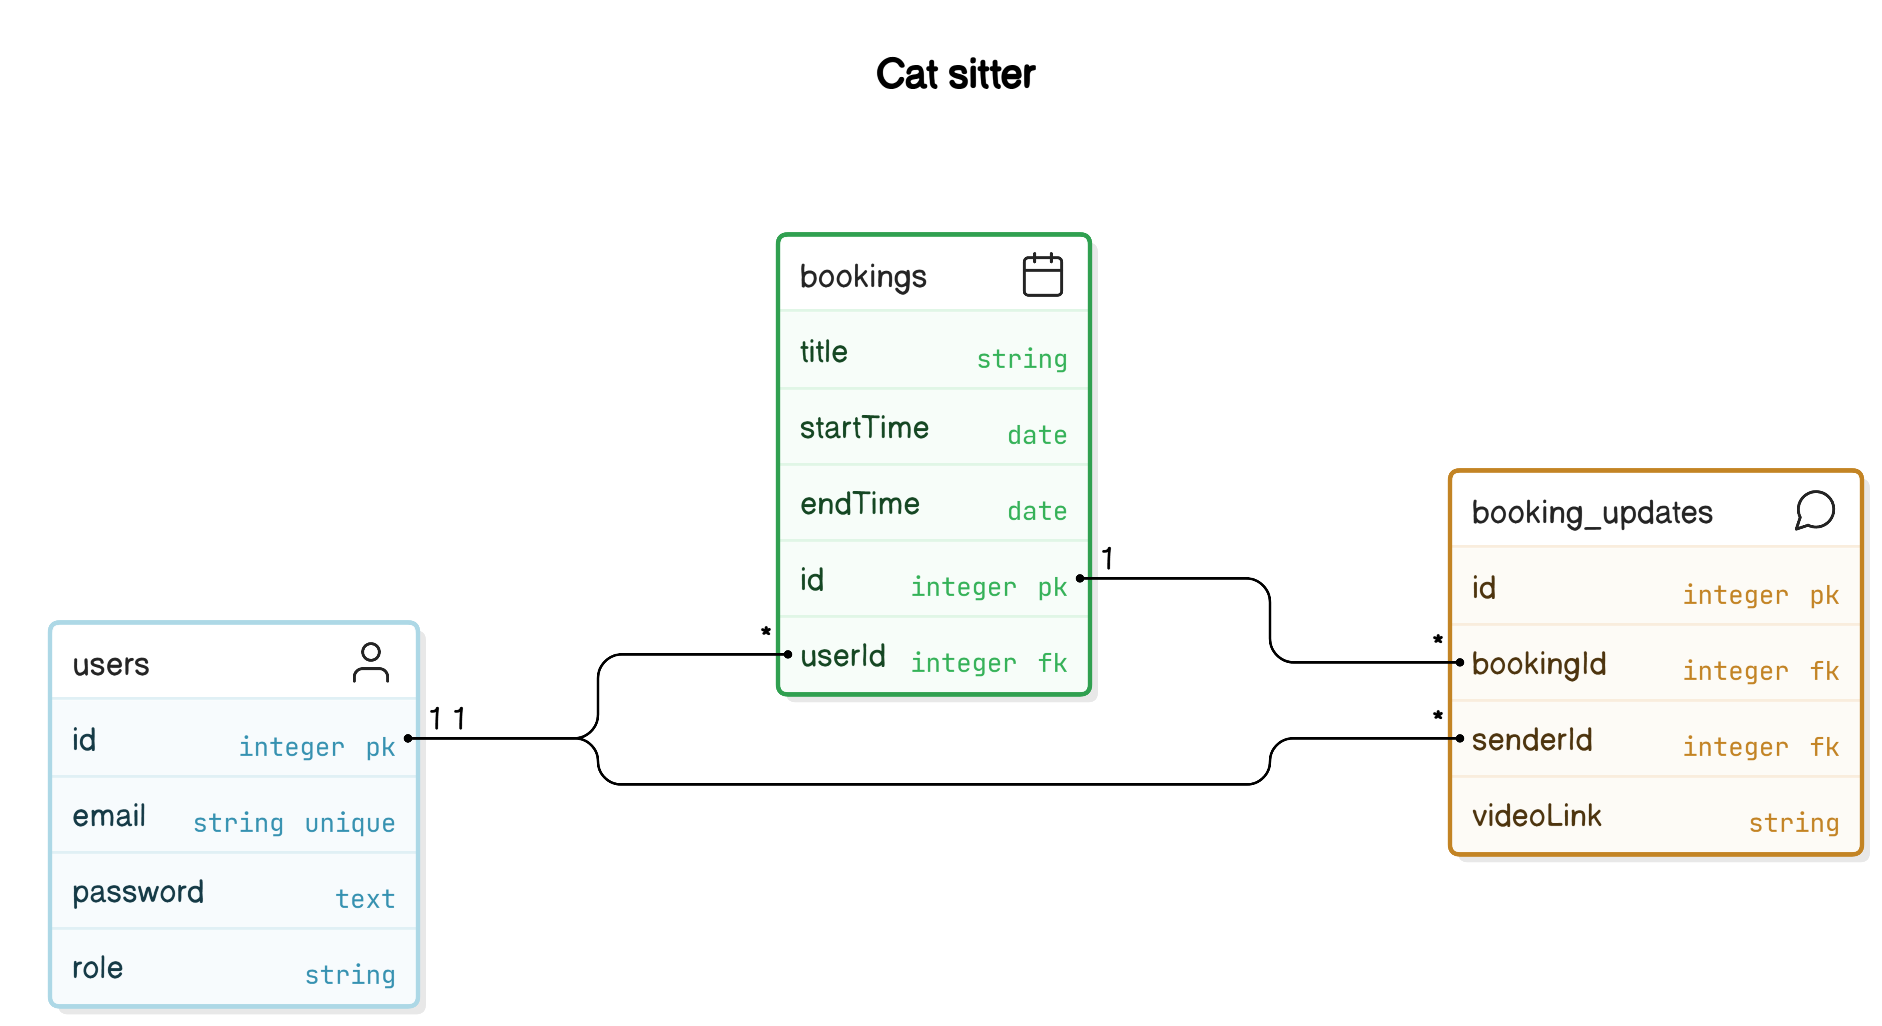 Cat sitter
bookings
title string
startTime date
endTime date
id integer pk
userId integer fk
1
*
booking_updates
id integer pk
bookingId integer fk
senderId integer fk
videoLink string
*
*
users
id integer pk
email string unique
password text
role string
1 1